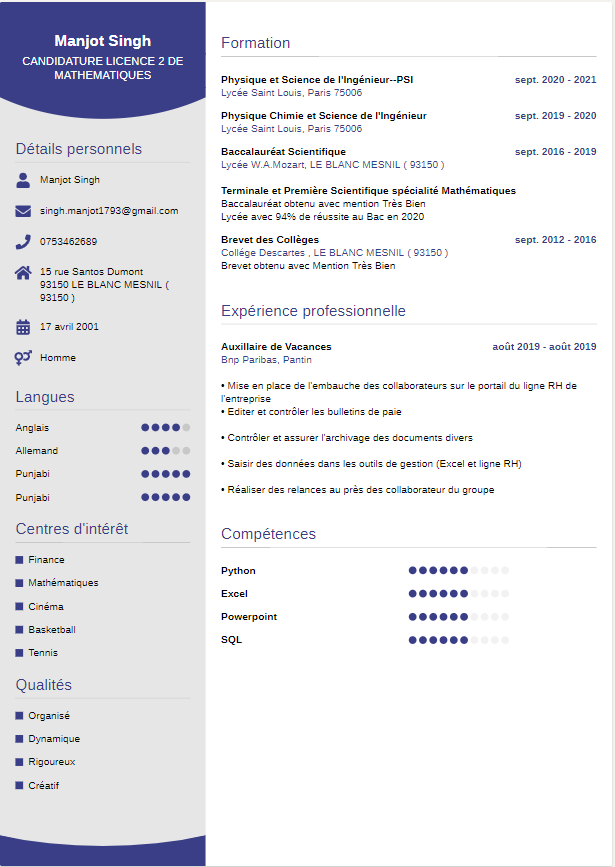 Manjot Singh
CANDIDATURE LICENCE 2 DE
MATHEMATIQUES
Détails personnels
Manjot Singh
singh.manjot1793@gmail.com
0753462689
15 rue Santos Dumont
93150 LE BLANC MESNIL (
93150 )
17 avril 2001
Homme
Langues
Anglais
Allemand
Punjabi
Punjabi
Centres d'intérêt
Finance
Mathématiques
Cinéma
Basketball
Tennis
Qualités
Organisé
Dynamique
Rigoureux
Créatif
Formation
Physique et Science de l'Ingénieur--PSI sept. 2020 - 2021
Lycée Saint Louis, Paris 75006
Physique Chimie et Science de l'Ingénieur sept. 2019 - 2020
Lycée Saint Louis, Paris 75006
Baccalauréat Scientifique sept. 2016 - 2019
Lycée W.A.Mozart, LE BLANC MESNIL ( 93150 )
Terminale et Première Scientifique spécialité Mathématiques
Baccalauréat obtenu avec mention Très Bien
Lycée avec 94% de réussite au Bac en 2020
Brevet des Collèges sept. 2012 - 2016
Collége Descartes , LE BLANC MESNIL ( 93150 )
Brevet obtenu avec Mention Très Bien
Expérience professionnelle
Auxillaire de Vacances août 2019 - août 2019
Bnp Paribas, Pantin
• Mise en place de l'embauche des collaborateurs sur le portail du ligne RH de
l'entreprise
• Editer et contrôler les bulletins de paie
• Contrôler et assurer l'archivage des documents divers
• Saisir des données dans les outils de gestion (Excel et ligne RH)
• Réaliser des relances au près des collaborateur du groupe
Compétences
Python
Excel
Powerpoint
SQL